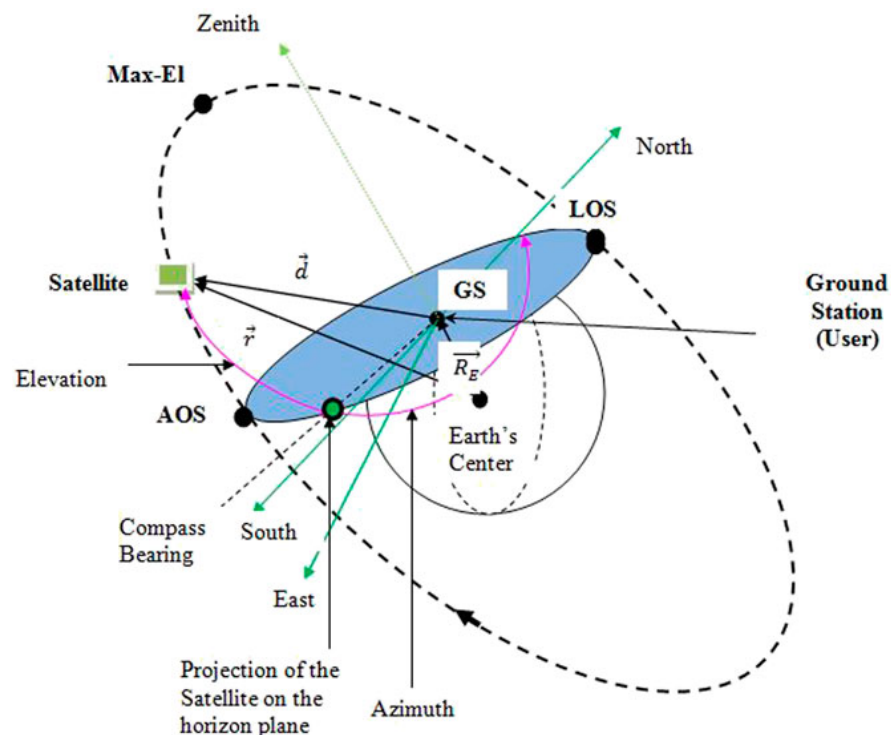 Zenith
Max-El
North
LOS
Satellite
d
GS
Ground
Station
(User)
r
R_E
Elevation
AOS
Earth's
Center
Compass
Bearing
South
East
Projection of the
Satellite on the
horizon plane
Azimuth